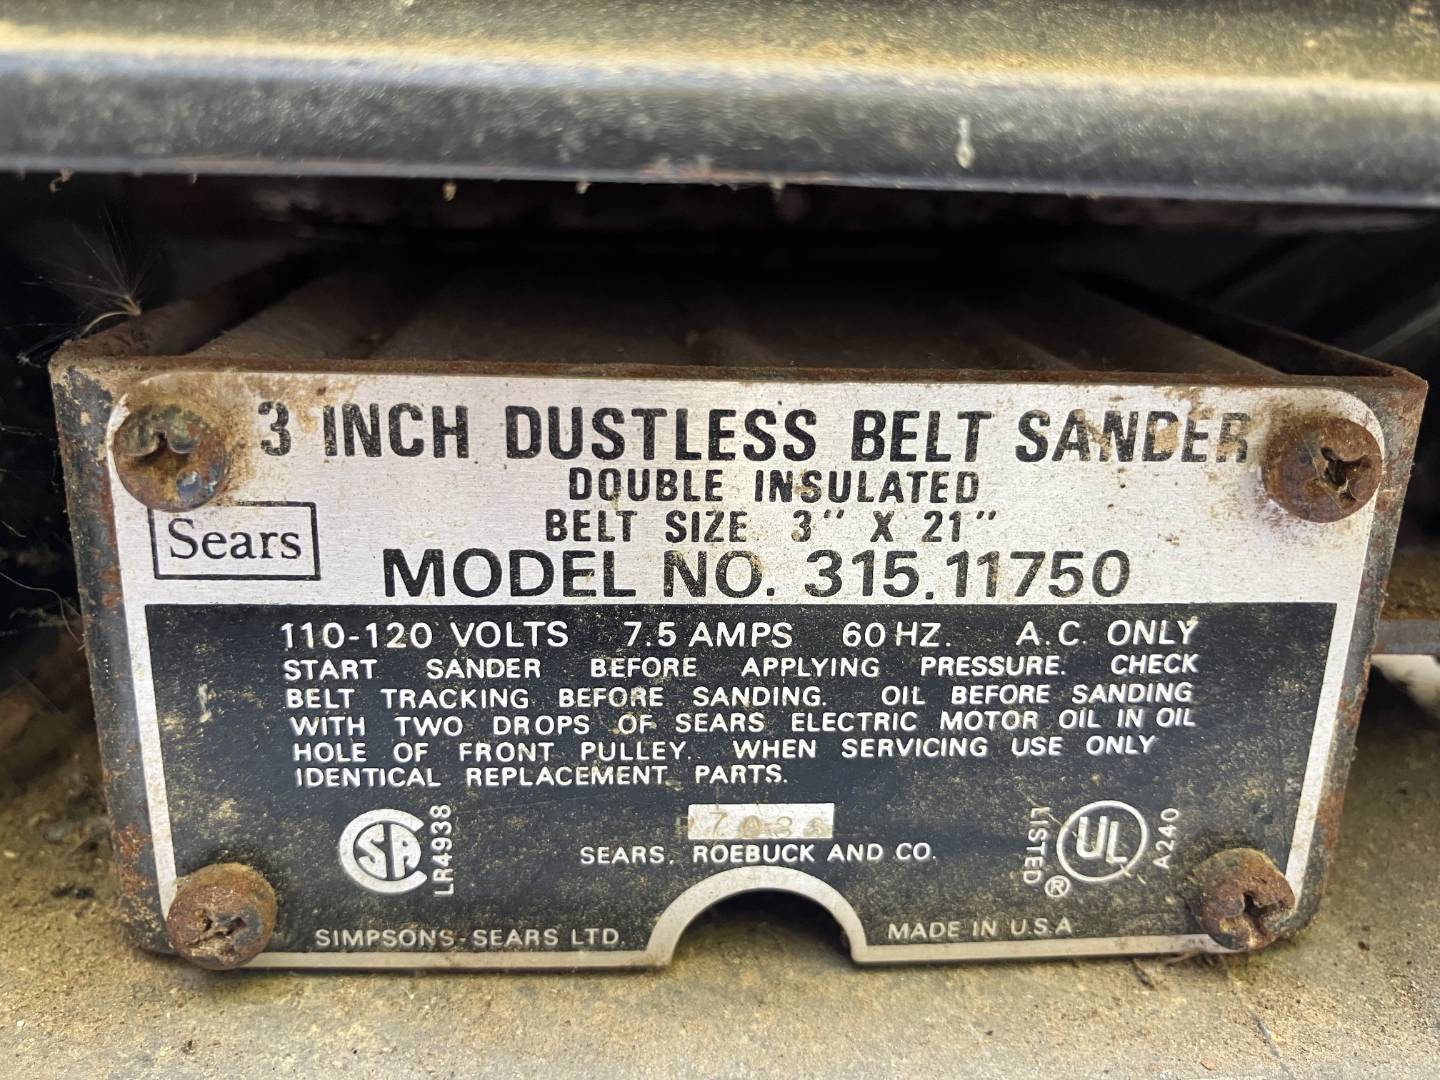 3 INCH DUSTLESS BELT SANDER
DOUBLE INSULATED
BELT SIZE 3" X 21"
Sears
MODEL NO. 315.11750
110-120 VOLTS 7.5 AMPS 60 HZ. A.C. ONLY
START SANDER BEFORE APPLYING PRESSURE. CHECK
BELT TRACKING BEFORE SANDING. OIL BEFORE SANDING
WITH TWO DROPS OF SEARS ELECTRIC MOTOR OIL IN OIL
HOLE OF FRONT PULLEY. WHEN SERVICING USE ONLY
IDENTICAL REPLACEMENT PARTS.
SA
LR4938
SEARS, ROEBUCK AND CO.
LISTED
UL
®
A240
SIMPSONS-SEARS LTD.
MADE IN U.S.A